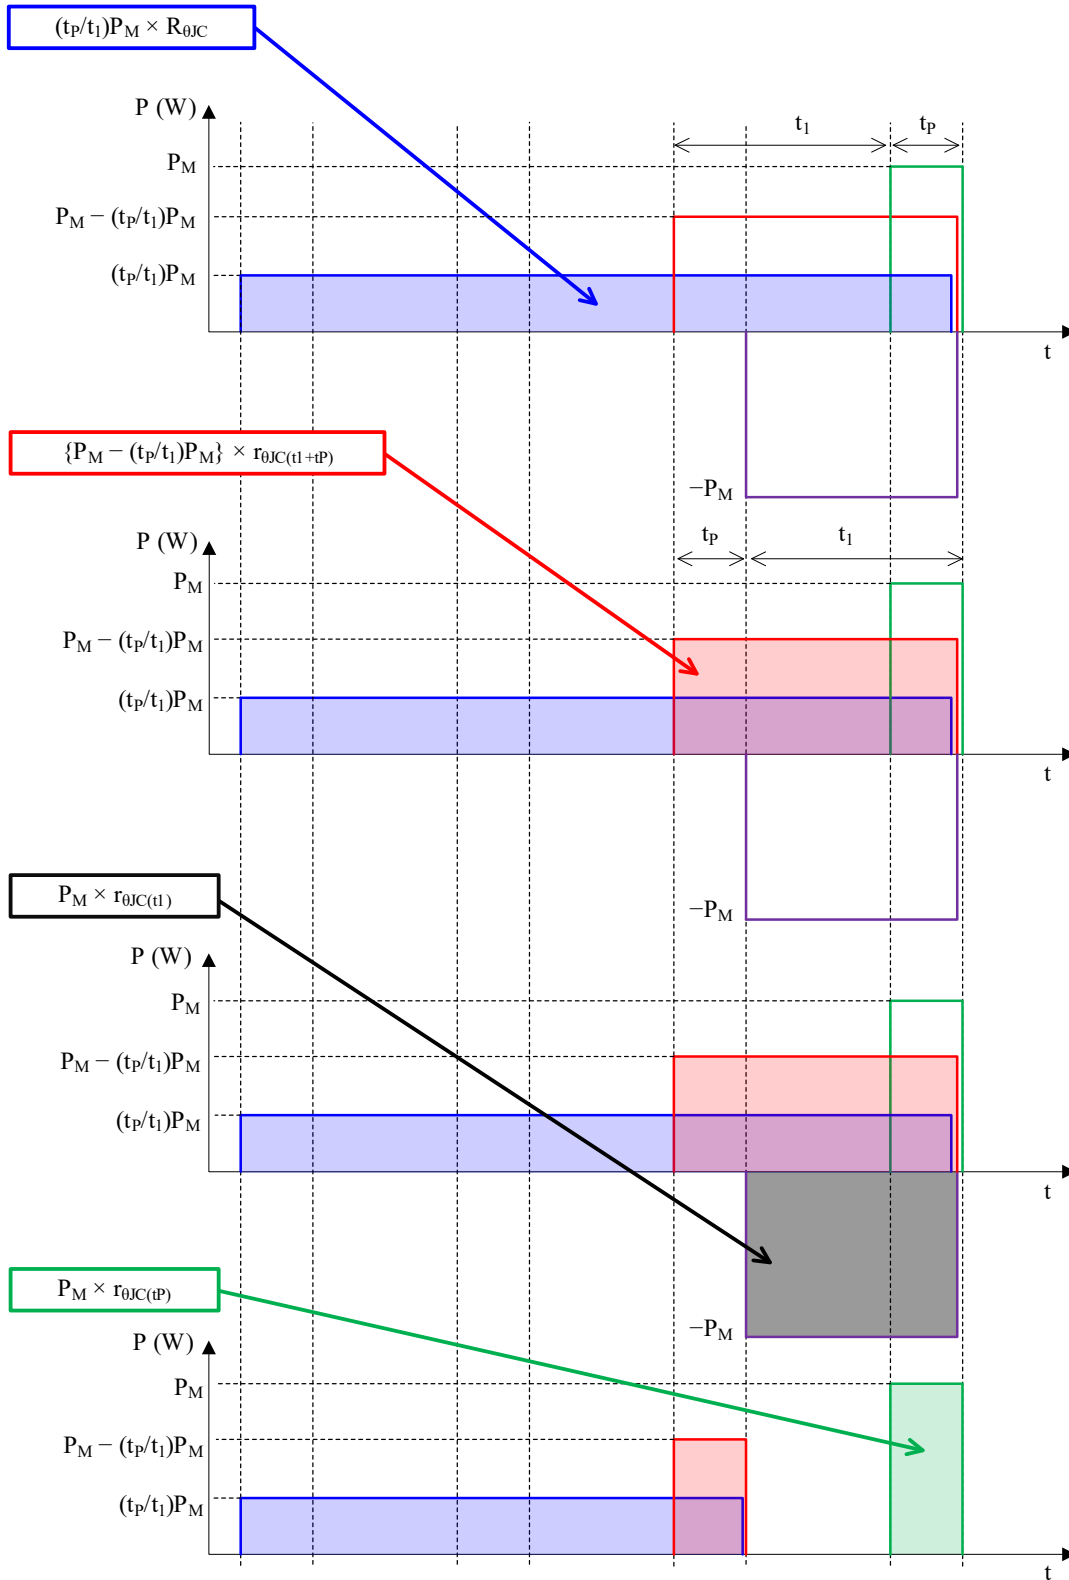 (tP/t1)PM × RθJC
P (W)
t1
tP
PM
PM − (tP/t1)PM
(tP/t1)PM
t
{PM − (tP/t1)PM} × rθJC(t1+tP)
−PM
P (W)
tP
t1
PM
PM − (tP/t1)PM
(tP/t1)PM
t
PM × rθJC(t1)
−PM
P (W)
PM
PM − (tP/t1)PM
(tP/t1)PM
t
PM × rθJC(tP)
−PM
P (W)
PM
PM − (tP/t1)PM
(tP/t1)PM
t